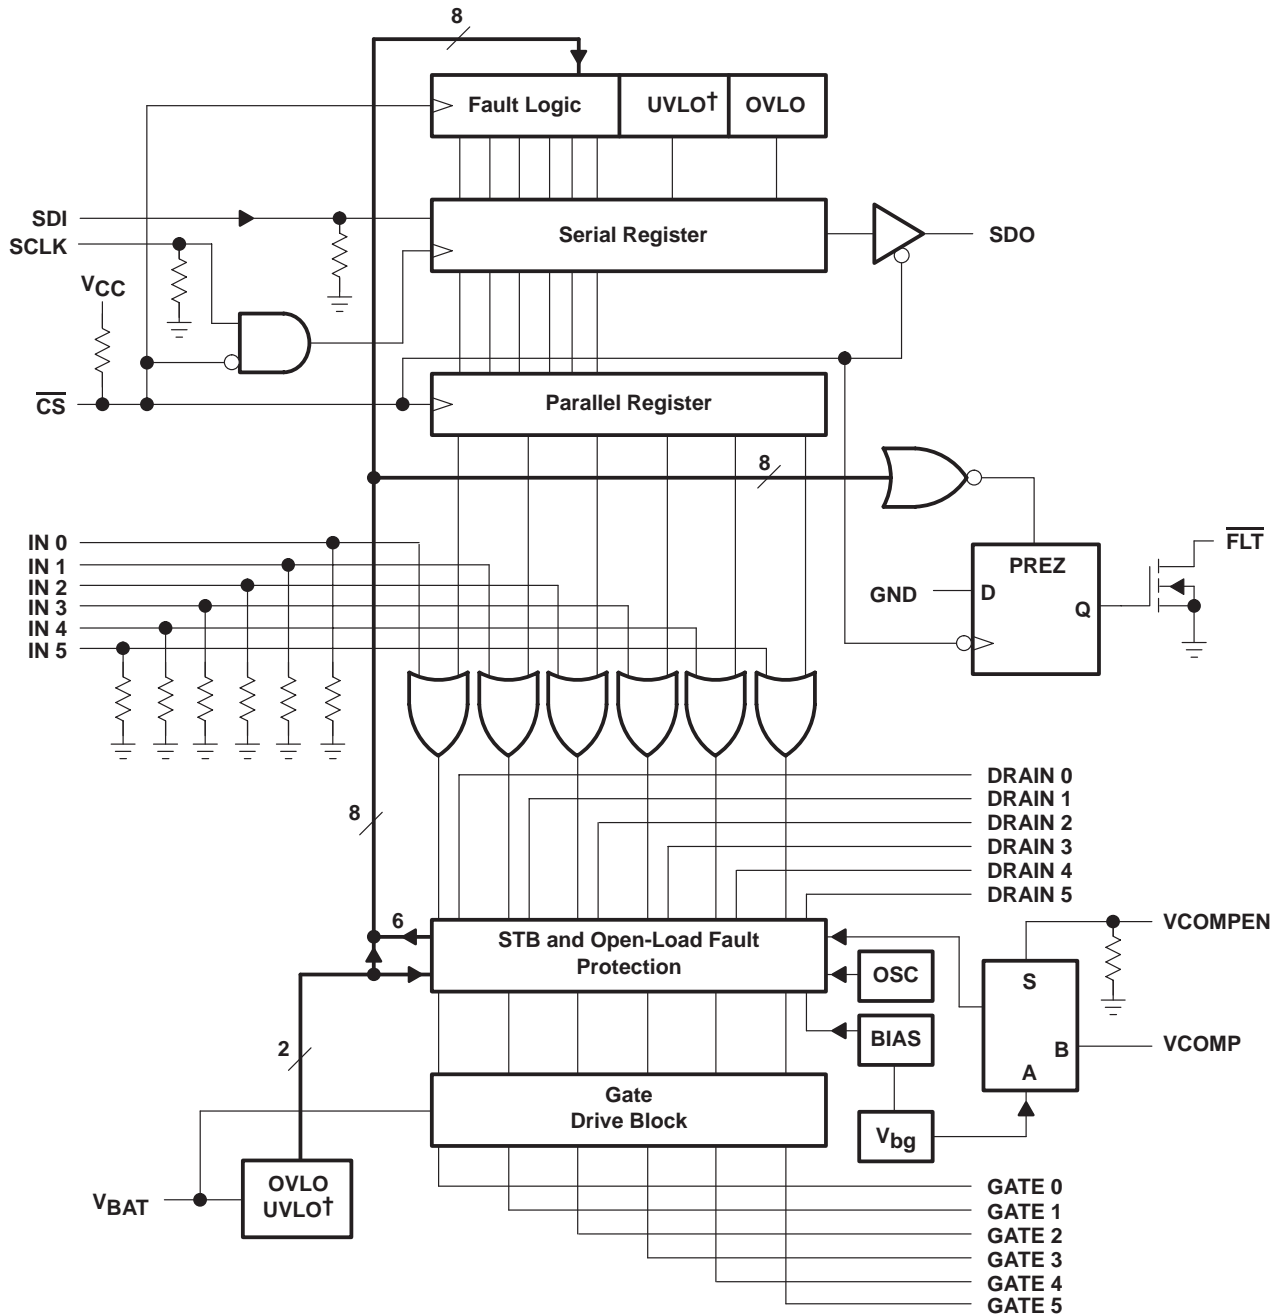 8
Fault Logic
UVLO†
OVLO
SDI
SCLK
Serial Register
SDO
VCC
CS
Parallel Register
8
IN 0
IN 1
IN 2
IN 3
IN 4
IN 5
FLT
PREZ
GND
D
Q
DRAIN 0
DRAIN 1
DRAIN 2
DRAIN 3
DRAIN 4
DRAIN 5
8
6
STB and Open-Load Fault
Protection
VCOMPEN
OSC
S
BIAS
B
VCOMP
A
2
Gate
Drive Block
Vbg
VBAT
OVLO
UVLO†
GATE 0
GATE 1
GATE 2
GATE 3
GATE 4
GATE 5